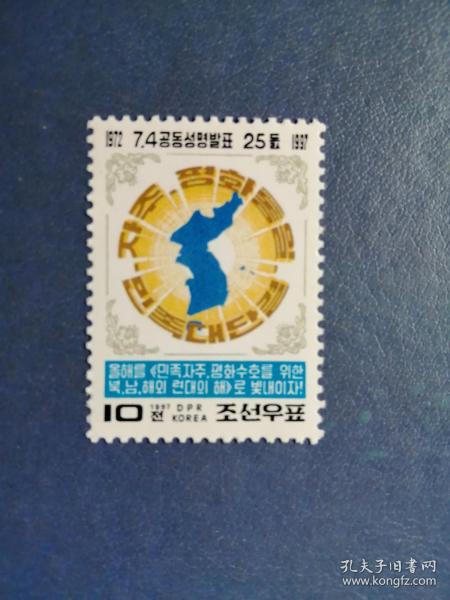 1972 7.4공동성명발표 25돐 1997
자주, 평화통일
민족대단결
올해를 《민족자주, 평화수호를 위한
북, 남, 해외 련대의 해》로 빛내이자!
10전 1997 DPR KOREA 조선우표
孔夫子旧书网
www.kongfz.com